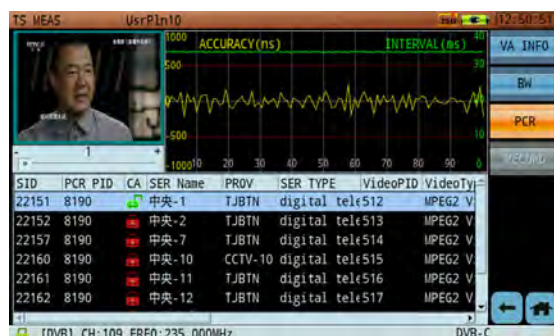 TS MEAS UsrPln10 12:50:51
1000 ACCURACY(ns) INTERVAL(ms) 40
500 30
-500 10
-1000 10 20 30 40 50 60 70 80 90 0
- 1 +
VA INFO
BW
PCR
RECORD
SID PCR PID CA SER Name PROV SER TYPE VideoPID VideoTy
22151 8190 中央-1 TJBTN digital tele 512 MPEG2 V
22152 8190 中央-2 TJBTN digital tele 513 MPEG2 V
22157 8190 中央-7 TJBTN digital tele 514 MPEG2 V
22160 8190 中央-10 CCTV-10 digital tele 515 MPEG2 V
22161 8190 中央-11 TJBTN digital tele 516 MPEG2 V
22162 8190 中央-12 TJBTN digital tele 517 MPEG2 V
[DVB] CH:109 FREQ:235.000MHz DVB-C